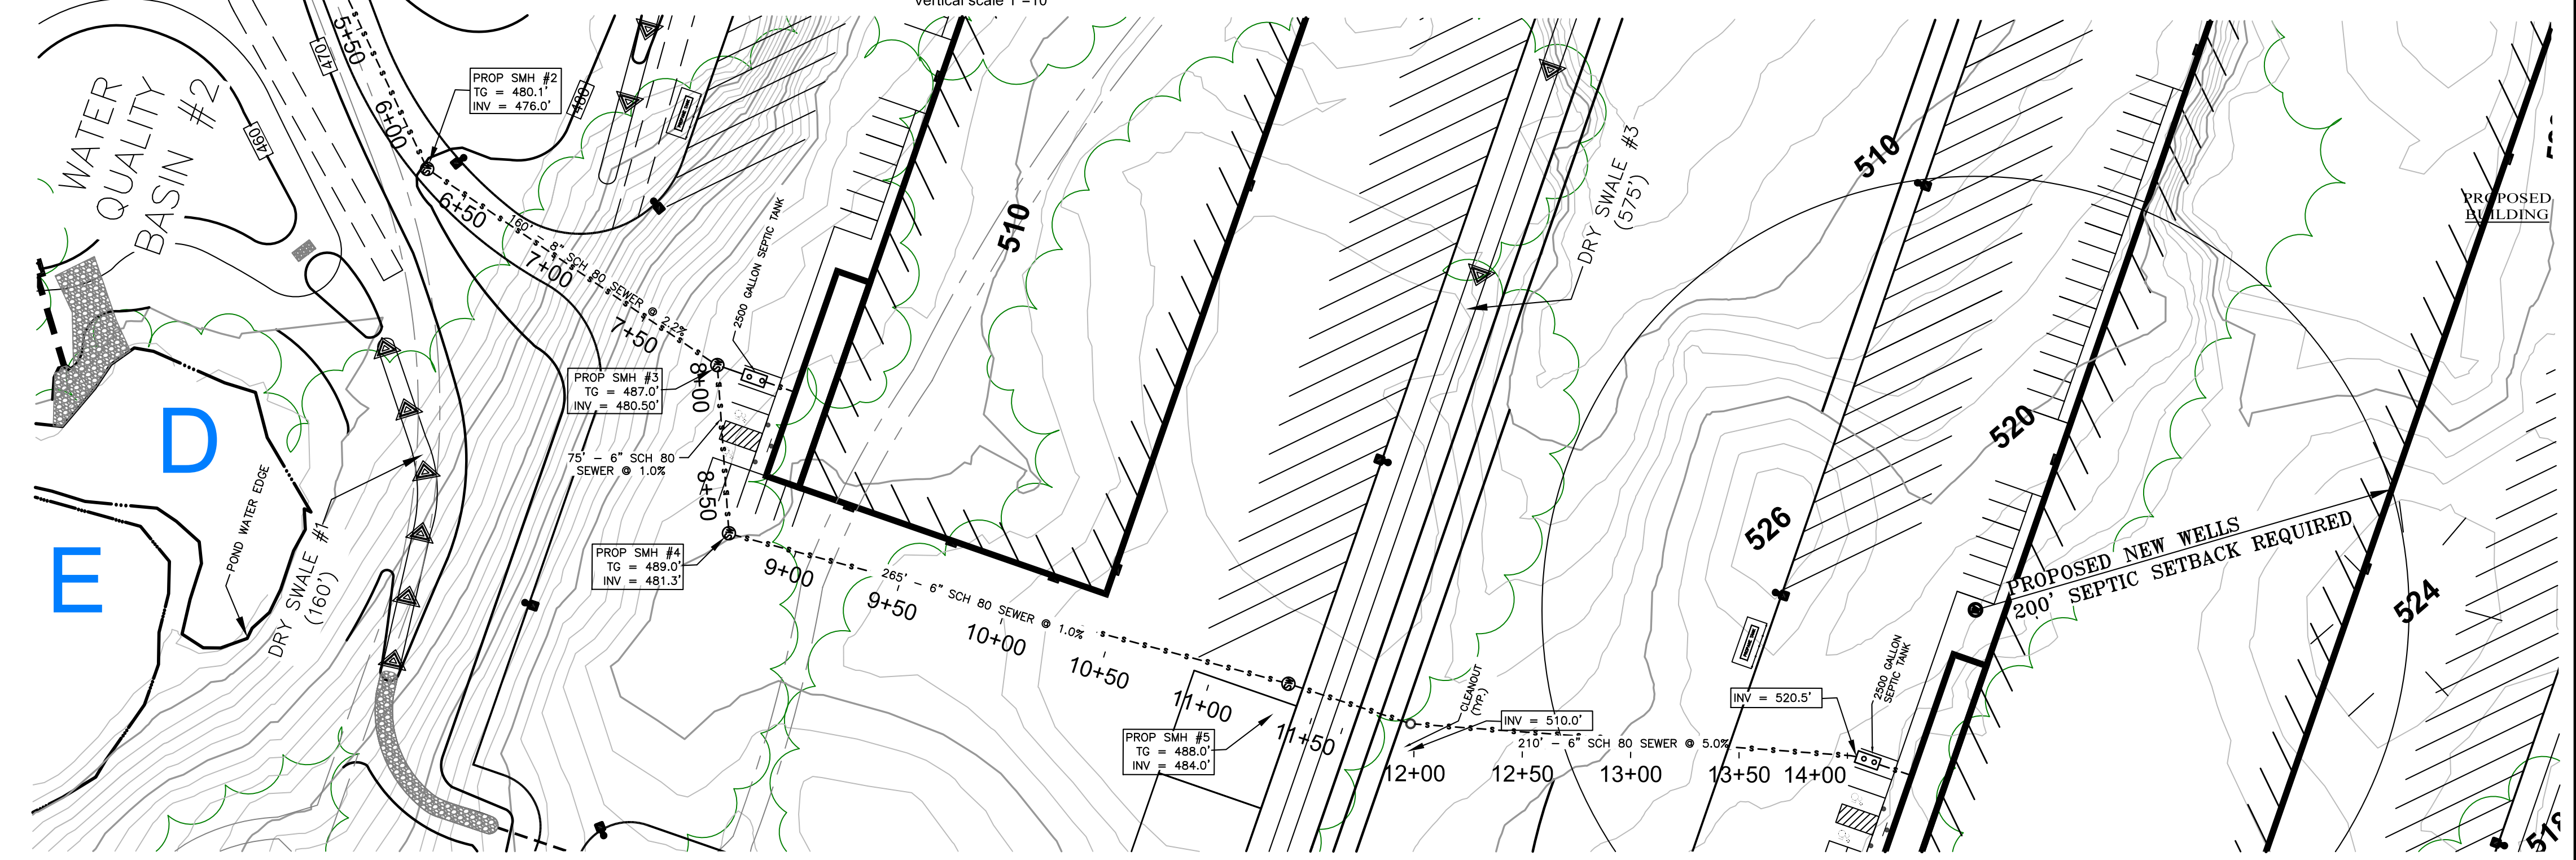 vertical scale 1"=10'
5+50
470
6+00
WATER
QUALITY
BASIN #2
460
PROP SMH #2
TG = 480.1'
INV = 476.0'
480
6+50
160' - 8" SCH 80 SEWER @ 2.2%
7+00
7+50
2500 GALLON SEPTIC TANK
PROP SMH #3
TG = 487.0'
INV = 480.50'
8+00
75' - 6" SCH 80
SEWER @ 1.0%
8+50
D
E
POND WATER EDGE
DRY SWALE #1
(160')
PROP SMH #4
TG = 489.0'
INV = 481.3'
9+00
265' - 6" SCH 80 SEWER @ 1.0%
9+50
10+00
10+50
11+00
11+50
510
DRY SWALE #3
(575')
510
PROP SMH #5
TG = 488.0'
INV = 484.0'
CLEANOUT
(TYP.)
INV = 510.0'
210' - 6" SCH 80 SEWER @ 5.0%
12+00
12+50
13+00
13+50
14+00
INV = 520.5'
2500 GALLON
SEPTIC TANK
526
520
PROPOSED NEW WELLS
200' SEPTIC SETBACK REQUIRED
524
PROPOSED
BUILDING
518